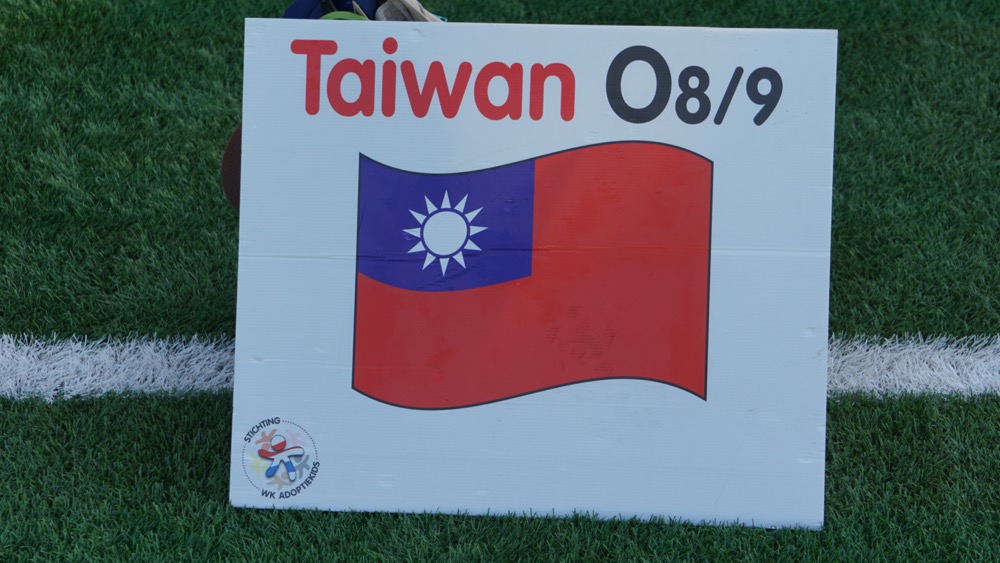 Taiwan O8/9
STICHTING
WK ADOPTIEKIDS